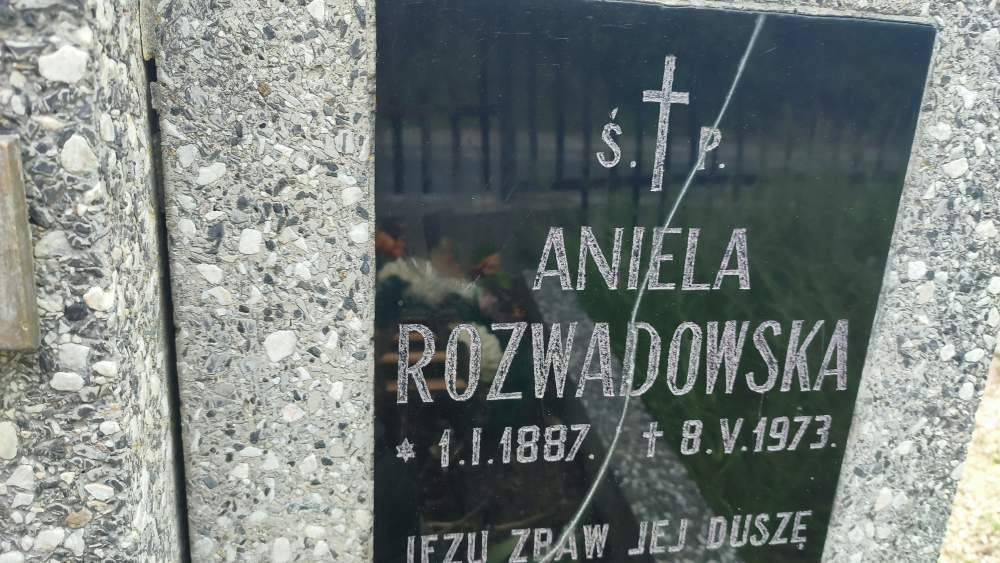 Ś. P.
ANIELA
ROZWADOWSKA
* 1.I.1887. † 8.V.1973.
JEZU ZBAW JEJ DUSZĘ